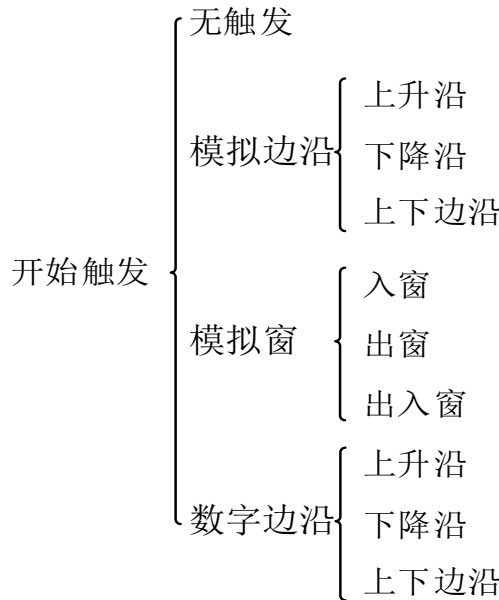 无触发
上升沿
模拟边沿
下降沿
上下边沿
开始触发
入窗
模拟窗
出窗
出入窗
上升沿
数字边沿
下降沿
上下边沿